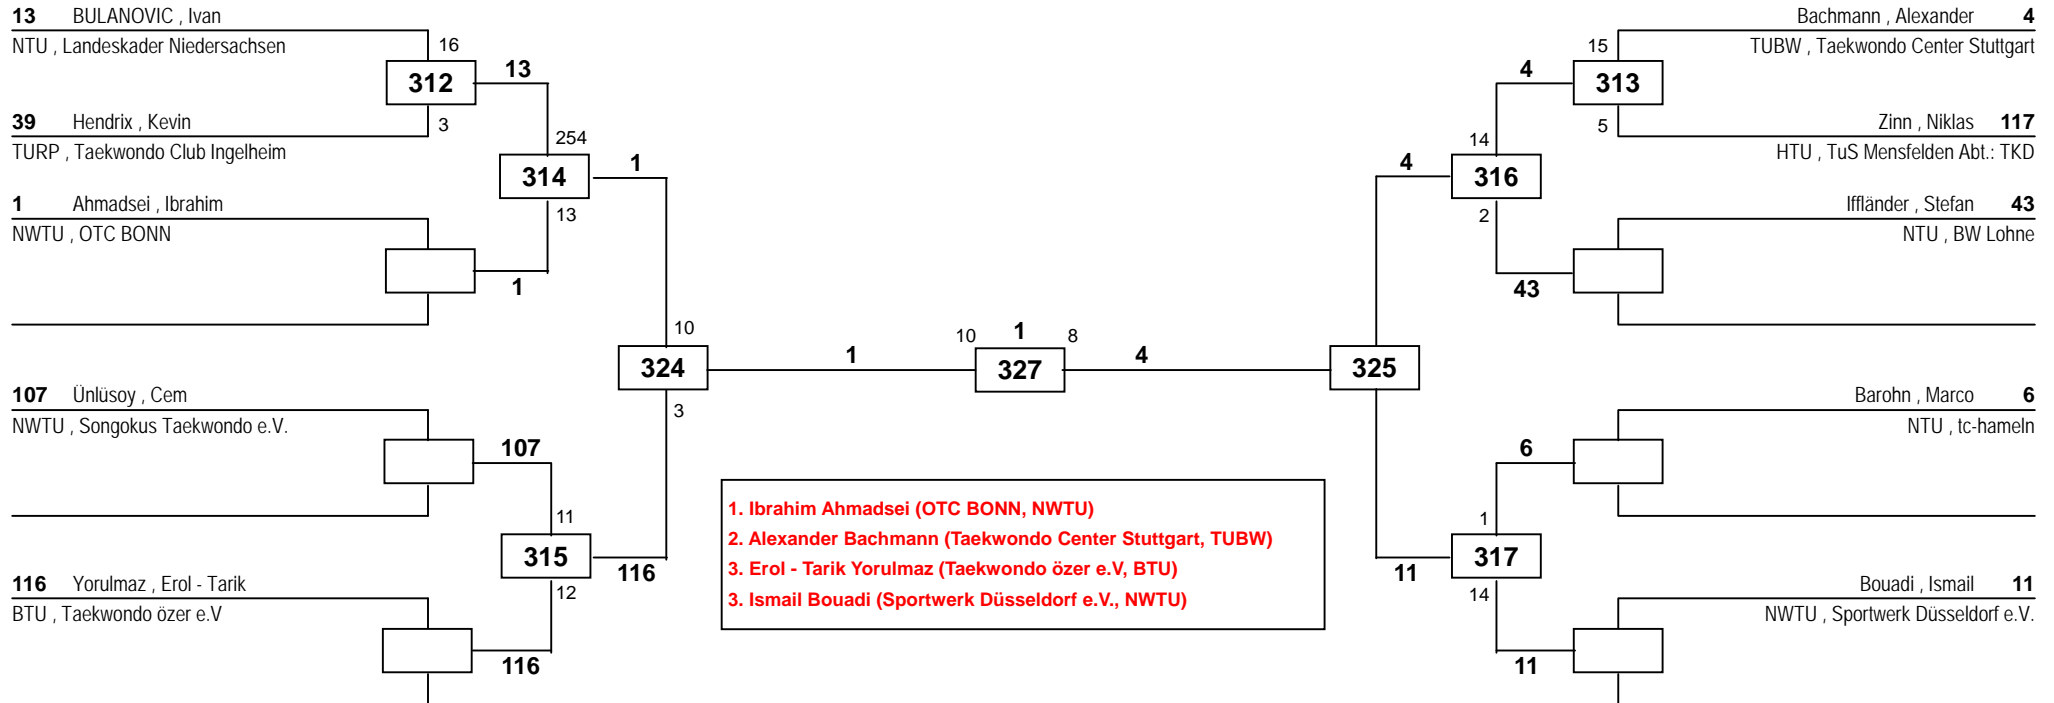 13 BULANOVIC , Ivan
NTU , Landeskader Niedersachsen
16
312
13
39 Hendrix , Kevin
3
TURP , Taekwondo Club Ingelheim
254
314
1
1 Ahmadsei , Ibrahim
NWTU , OTC BONN
13
1
10
324
1
3
107 Ünlüsoy , Cem
NWTU , Songokus Taekwondo e.V.
107
11
315
116
12
116 Yorulmaz , Erol - Tarik
BTU , Taekwondo özer e.V
116
10 1 8
327
4
Bachmann , Alexander 4
TUBW , Taekwondo Center Stuttgart
15
4
313
5
Zinn , Niklas 117
HTU , TuS Mensfelden Abt.: TKD
14
4
316
2
Iffländer , Stefan 43
NTU , BW Lohne
43
325
Barohn , Marco 6
NTU , tc-hameln
6
1
317
11
14
Bouadi , Ismail 11
NWTU , Sportwerk Düsseldorf e.V.
11
1. Ibrahim Ahmadsei (OTC BONN, NWTU)
2. Alexander Bachmann (Taekwondo Center Stuttgart, TUBW)
3. Erol - Tarik Yorulmaz (Taekwondo özer e.V, BTU)
3. Ismail Bouadi (Sportwerk Düsseldorf e.V., NWTU)